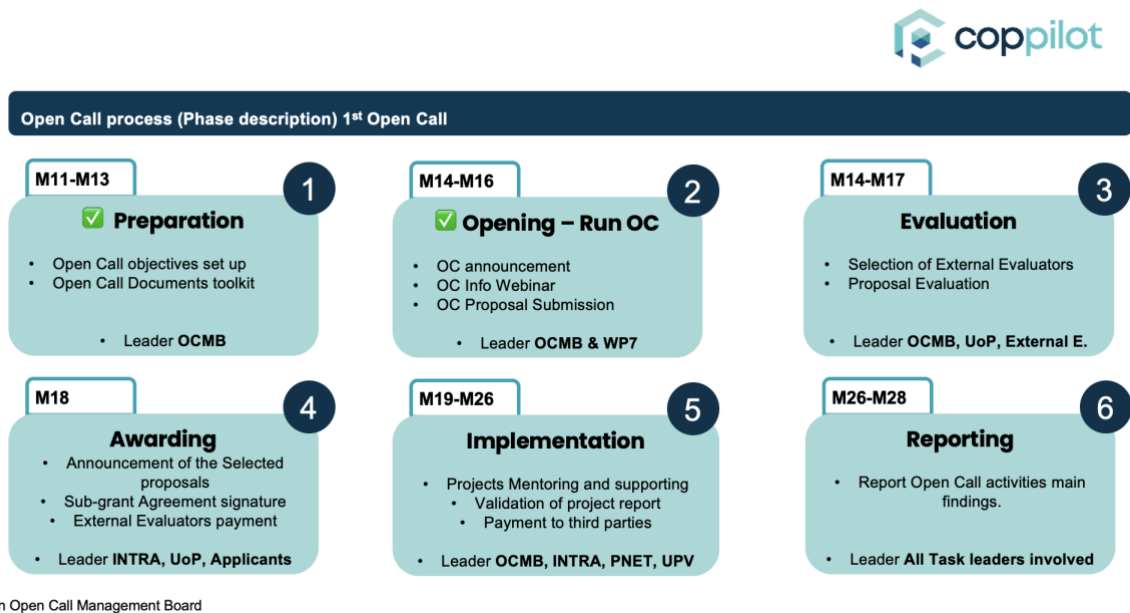 coppilot
Open Call process (Phase description) 1st Open Call
M11-M13
1
✅ Preparation
• Open Call objectives set up
• Open Call Documents toolkit
• Leader OCMB
M14-M16
2
✅ Opening – Run OC
• OC announcement
• OC Info Webinar
• OC Proposal Submission
• Leader OCMB & WP7
M14-M17
3
Evaluation
• Selection of External Evaluators
• Proposal Evaluation
• Leader OCMB, UoP, External E.
M18
4
Awarding
• Announcement of the Selected
proposals
• Sub-grant Agreement signature
• External Evaluators payment
• Leader INTRA, UoP, Applicants
M19-M26
5
Implementation
• Projects Mentoring and supporting
• Validation of project report
• Payment to third parties
• Leader OCMB, INTRA, PNET, UPV
M26-M28
6
Reporting
• Report Open Call activities main
findings.
• Leader All Task leaders involved
Open Call Management Board